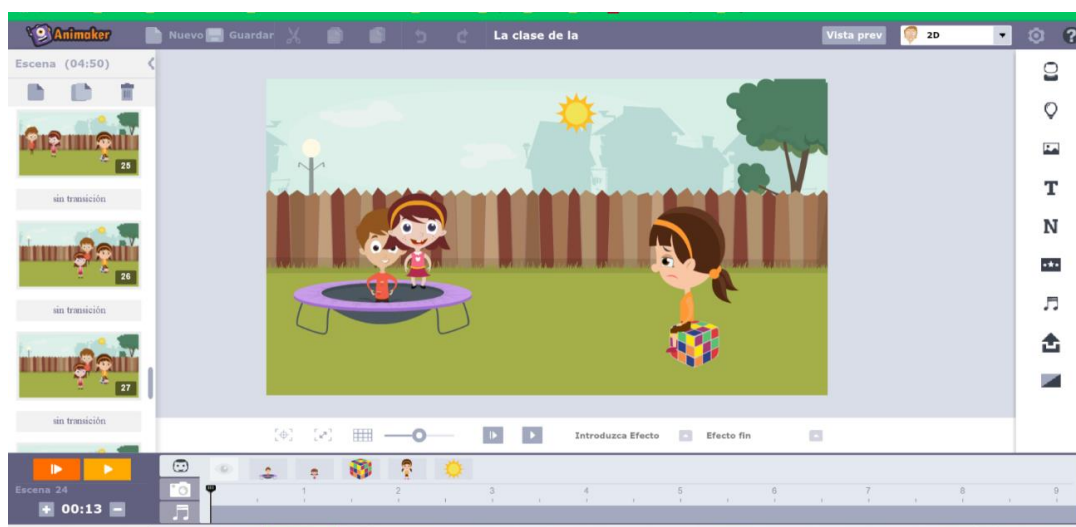 Animaker
Nuevo Guardar La clase de la Vista prev 2D ?
Escena (04:50)
25
sin transición
26
sin transición
27
sin transición
T
N
Introduzca Efecto Efecto fin
Escena 24
00:13
1 2 3 4 5 6 7 8 9